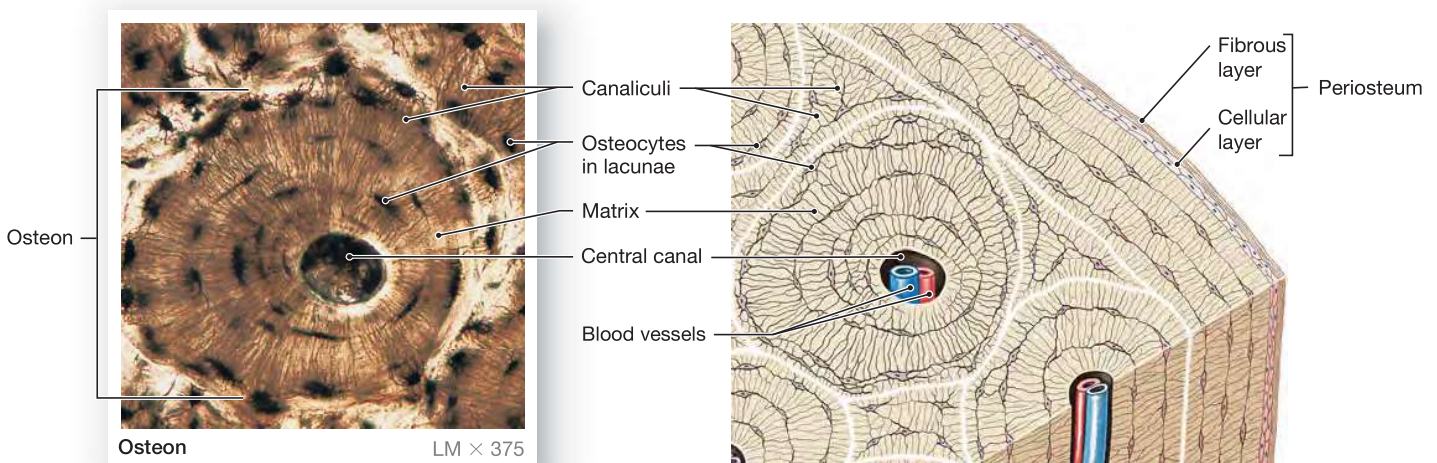 Fibrous
layer
Periosteum
Cellular
layer
Canaliculi
Osteocytes
in lacunae
Matrix
Osteon
Central canal
Blood vessels
Osteon
LM × 375